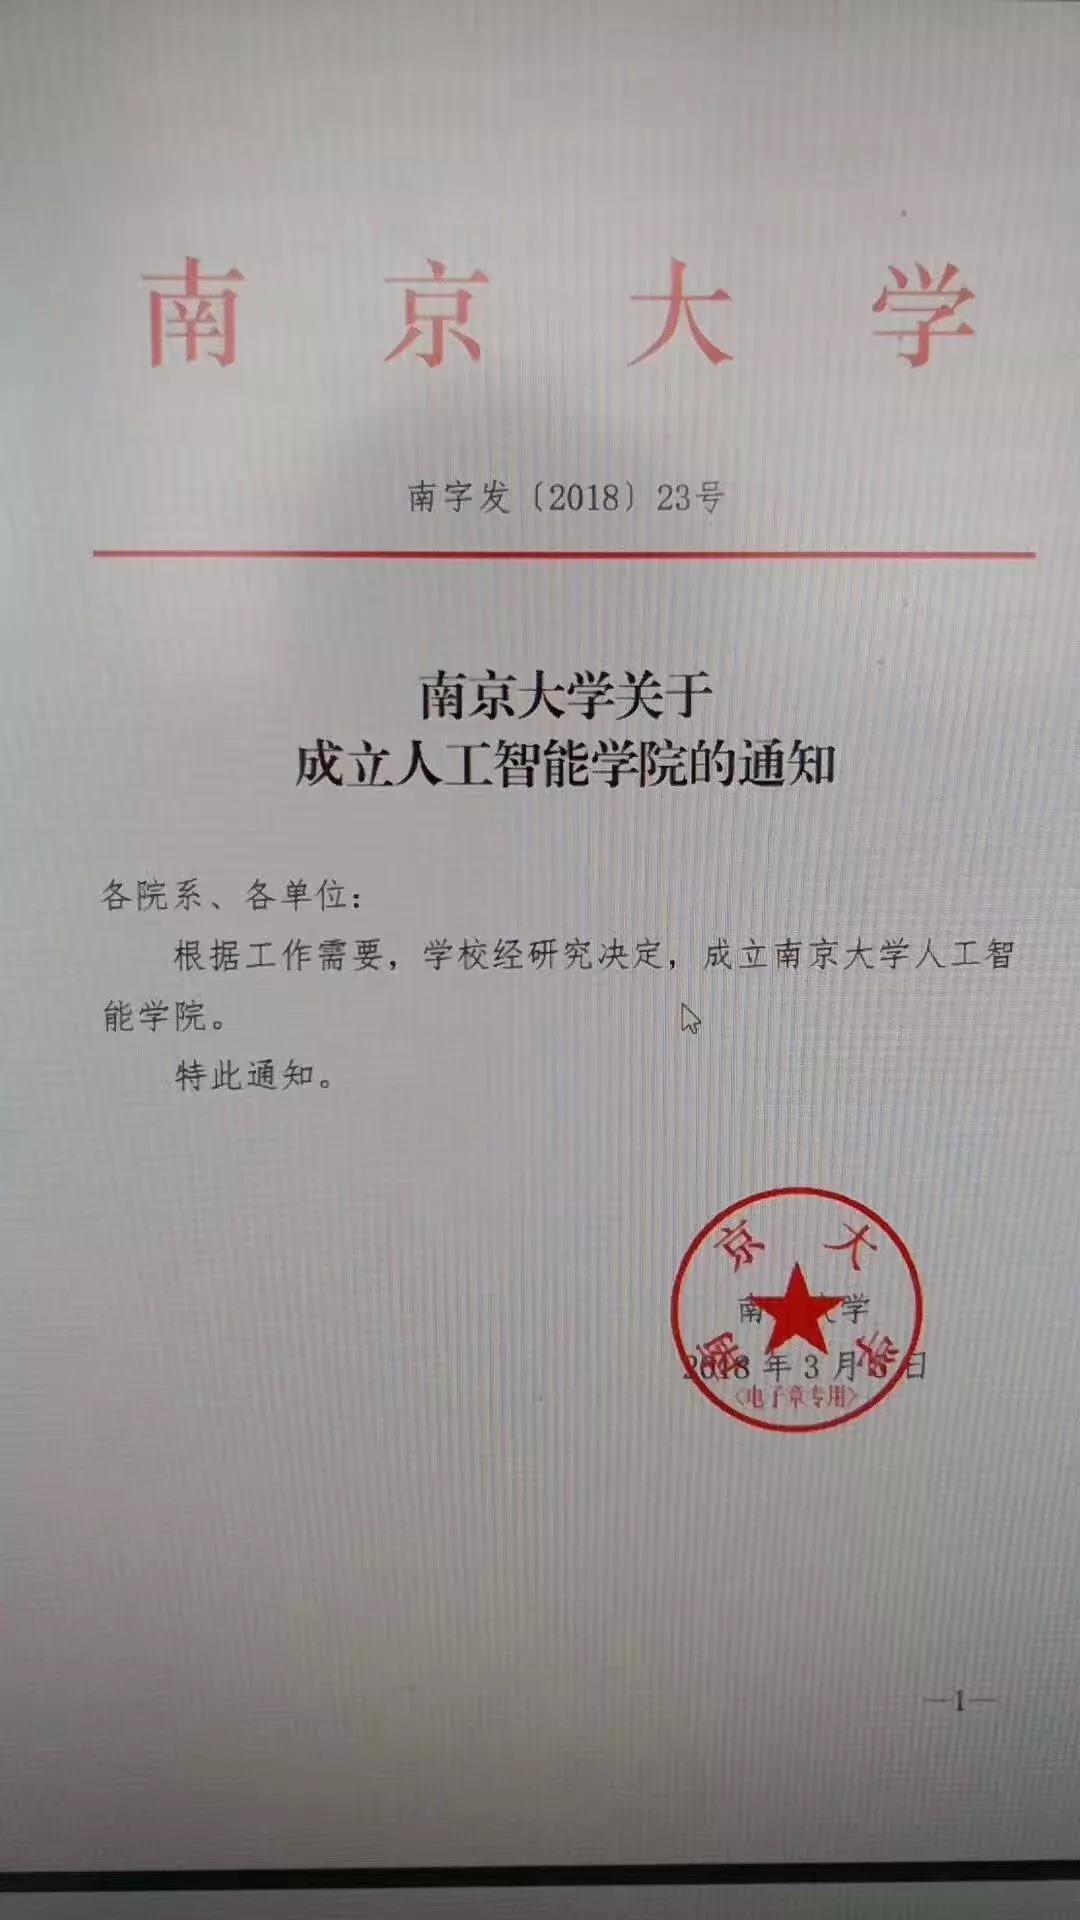 南京大学
南字发〔2018〕23号
南京大学关于
成立人工智能学院的通知
各院系、各单位：
根据工作需要，学校经研究决定，成立南京大学人工智
能学院。
特此通知。
南京大学
南京大学
2018年3月 日
（电子章专用）
—1—